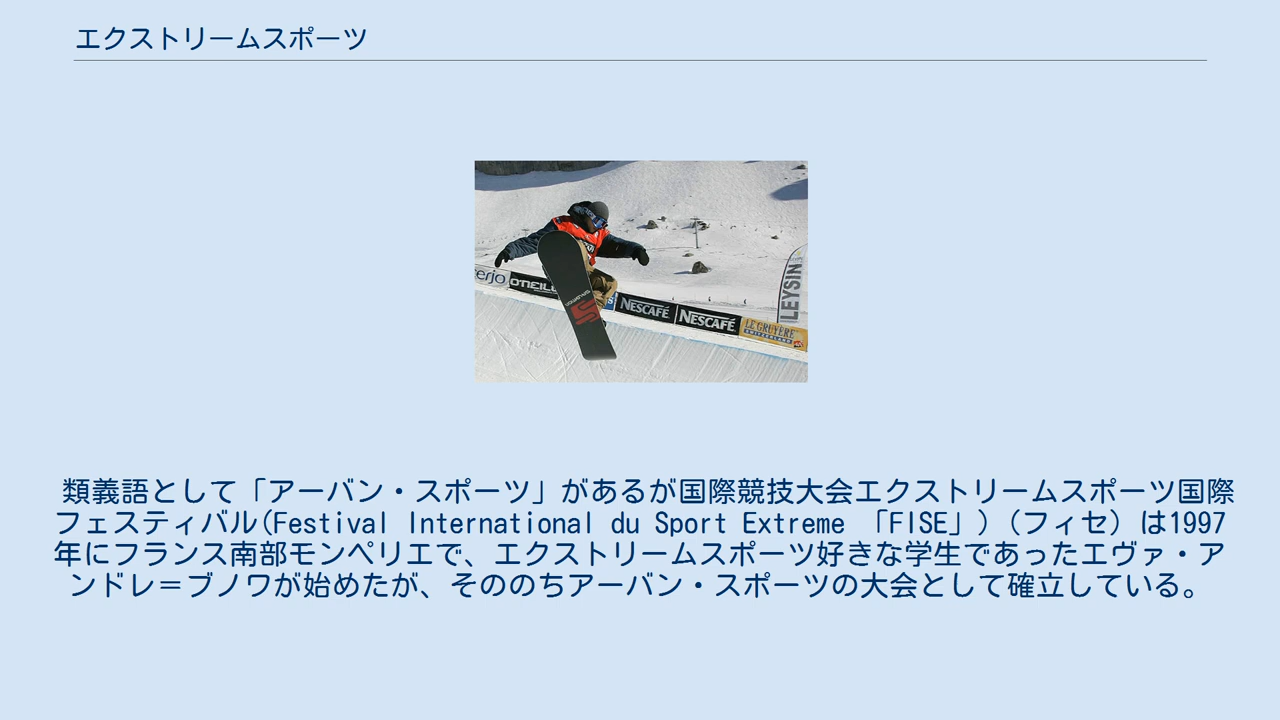 エクストリームスポーツ
erjo
O'NEILL
NESCAFÉ
NESCAFÉ
LE GRUYÈRE
SWITZERLAND
LEYSIN
類義語として「アーバン・スポーツ」があるが国際競技大会エクストリームスポーツ国際
フェスティバル(Festival International du Sport Extreme 「FISE」) (フィセ) は1997
年にフランス南部モンペリエで、エクストリームスポーツ好きな学生であったエヴァ・ア
ンドレ＝ブノワが始めたが、そののちアーバン・スポーツの大会として確立している。